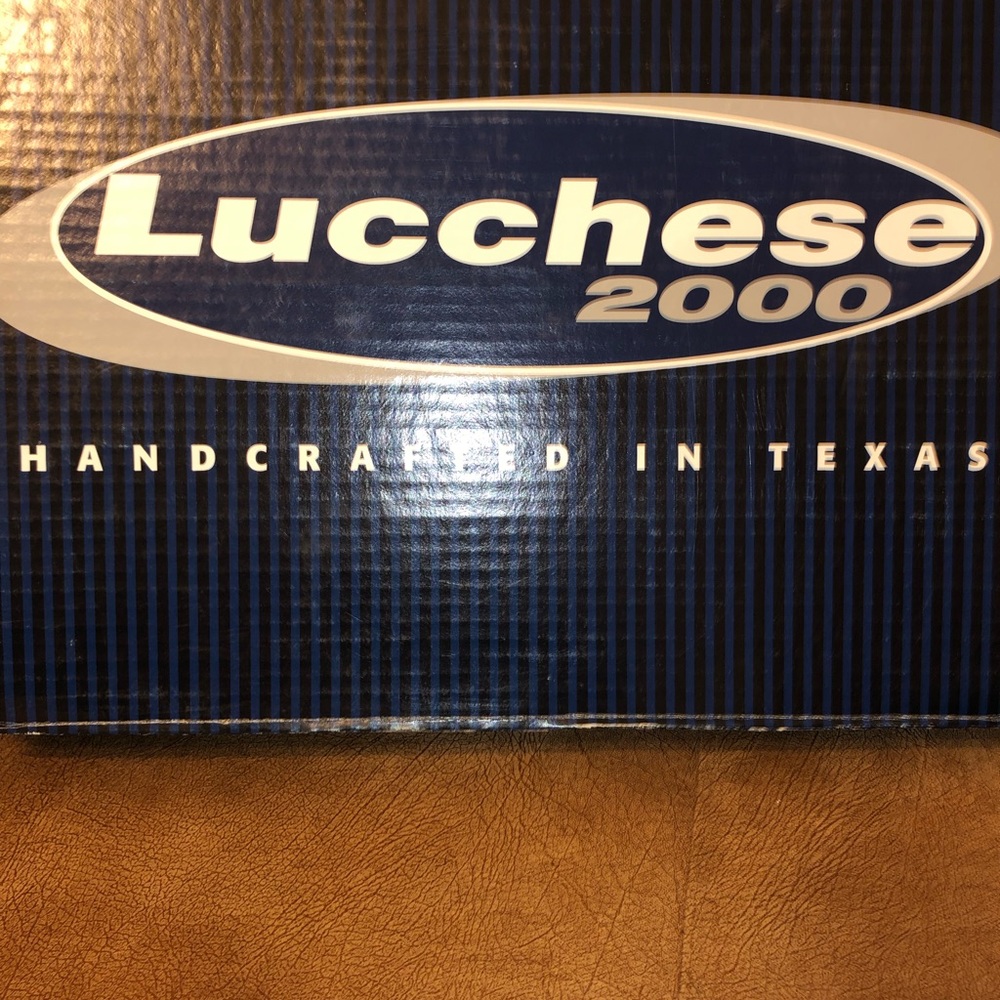 Lucchese
2000
HANDCRAFTED IN TEXAS